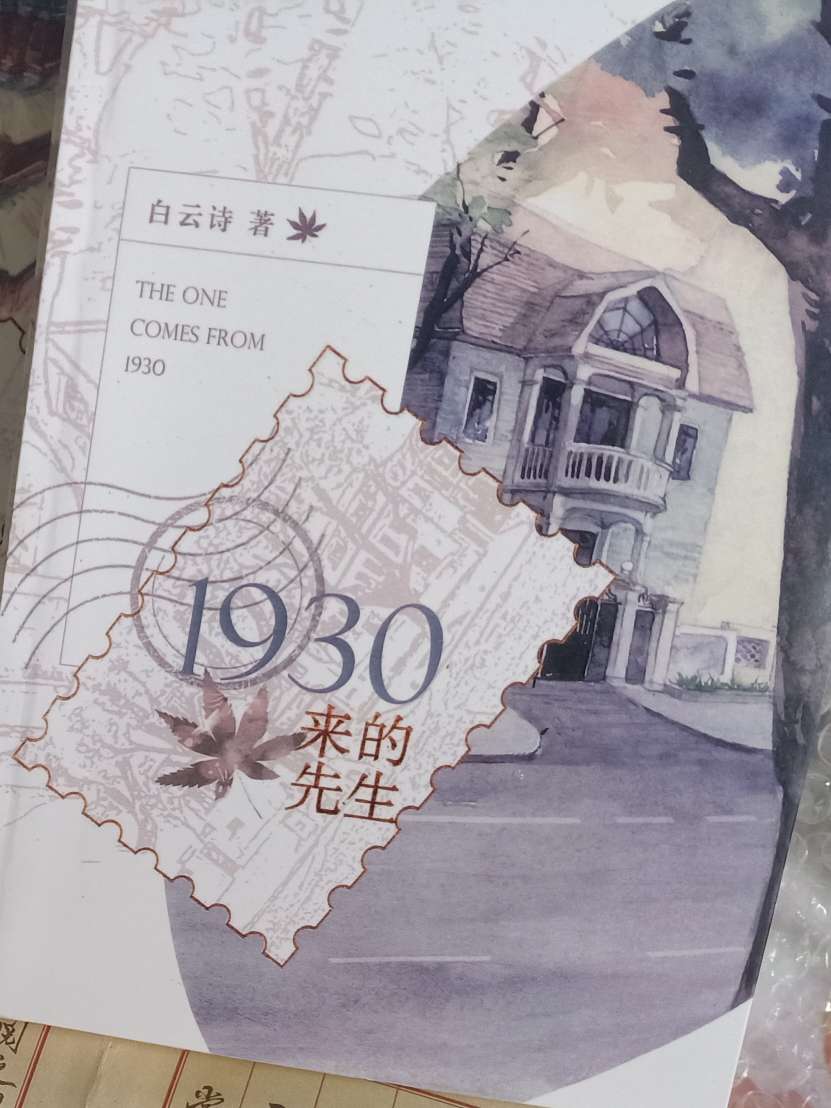 白云诗 著
THE ONE
COMES FROM
1930
1930
来的
先生